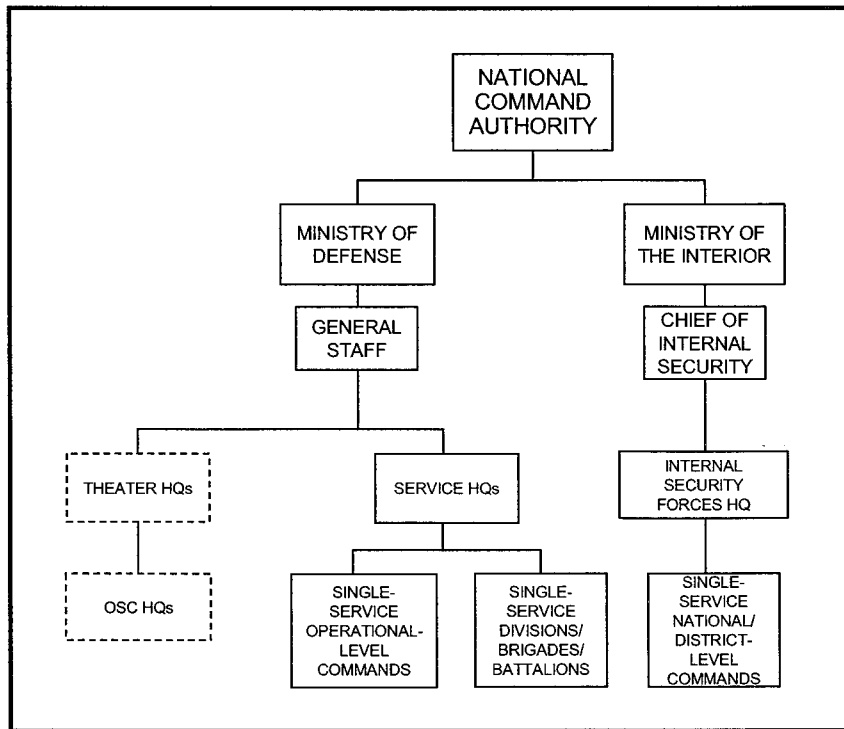 NATIONAL
COMMAND
AUTHORITY
MINISTRY OF
DEFENSE
MINISTRY OF
THE INTERIOR
GENERAL
STAFF
CHIEF OF
INTERNAL
SECURITY
THEATER HQs
SERVICE HQs
INTERNAL
SECURITY
FORCES HQ
OSC HQs
SINGLE-
SERVICE
OPERATIONAL-
LEVEL
COMMANDS
SINGLE-
SERVICE
DIVISIONS/
BRIGADES/
BATTALIONS
SINGLE-
SERVICE
NATIONAL/
DISTRICT-
LEVEL
COMMANDS